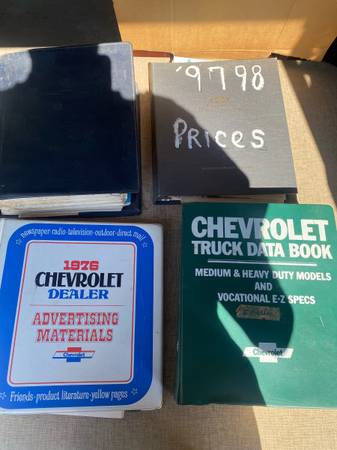 '97 98
PRICES
newspaper·radio·television·outdoor·direct mail
1976
CHEVROLET
DEALER
ADVERTISING
MATERIALS
Chevrolet
Friends·product literature·yellow pages
CHEVROLET
TRUCK DATA BOOK
MEDIUM & HEAVY DUTY MODELS
AND
VOCATIONAL E-Z SPECS
Chevrolet